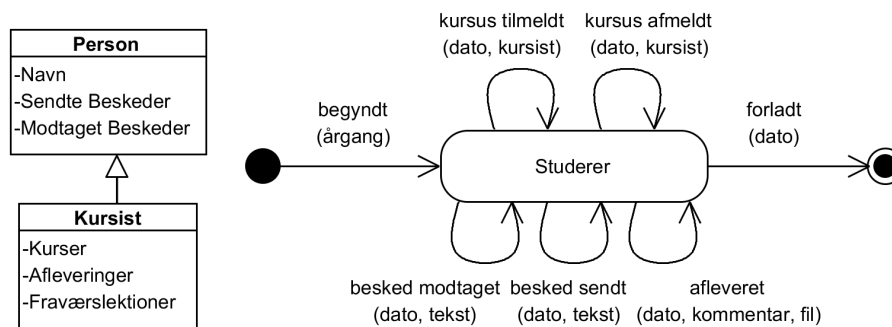 Person
-Navn
-Sendte Beskeder
-Modtaget Beskeder
Kursist
-Kurser
-Afleveringer
-Fraværslektioner
begyndt
(årgang)
kursus tilmeldt
(dato, kursist)
kursus afmeldt
(dato, kursist)
Studerer
forladt
(dato)
besked modtaget
(dato, tekst)
besked sendt
(dato, tekst)
afleveret
(dato, kommentar, fil)